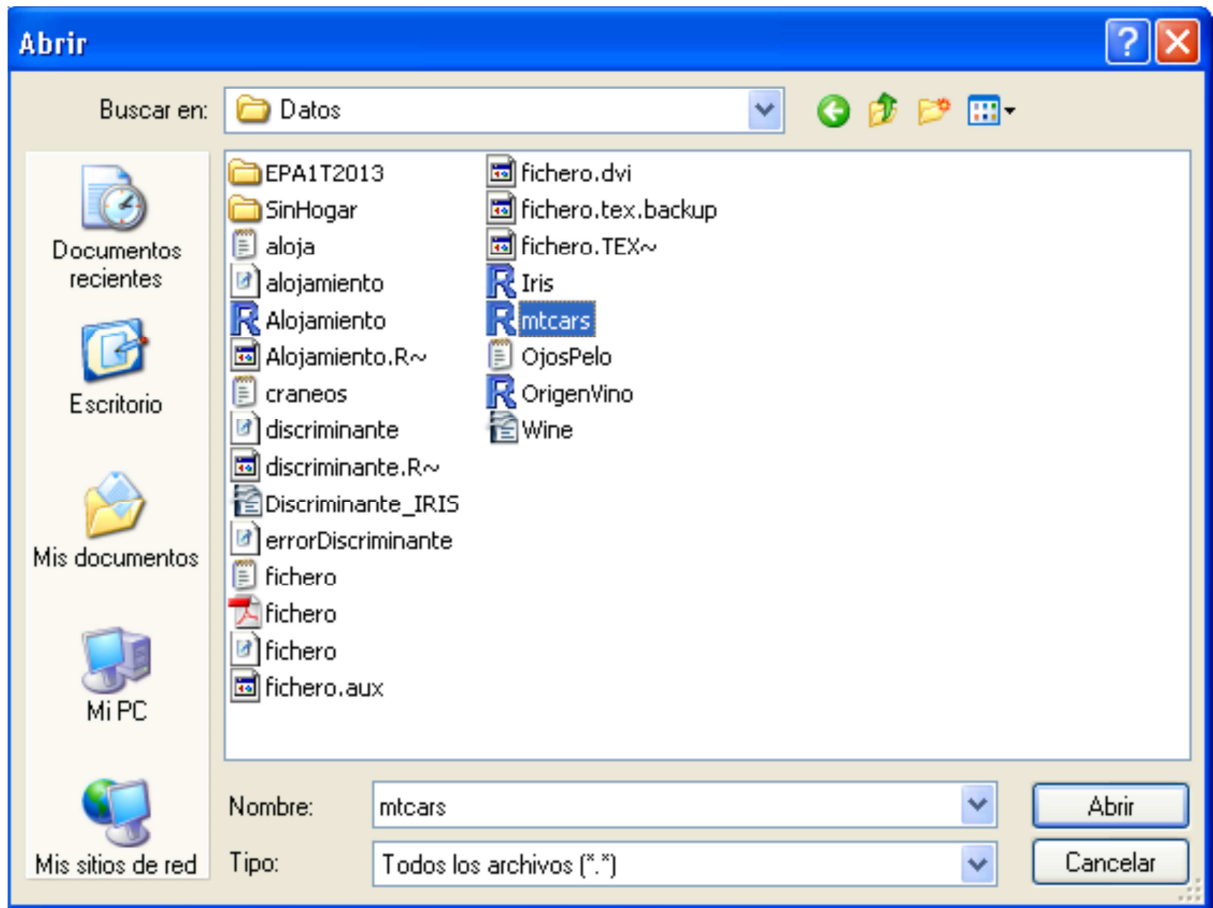 Abrir
Buscar en: Datos
Documentos
recientes
Escritorio
Mis documentos
Mi PC
Mis sitios de red
EPA1T2013
SinHogar
aloja
alojamiento
Alojamiento
Alojamiento.R~
craneos
discriminante
discriminante.R~
Discriminante_IRIS
errorDiscriminante
fichero
fichero
fichero
fichero.aux
fichero.dvi
fichero.tex.backup
fichero.TEX~
Iris
mtcars
OjosPelo
OrigenVino
Wine
Nombre: mtcars Abrir
Tipo: Todos los archivos (*.*) Cancelar